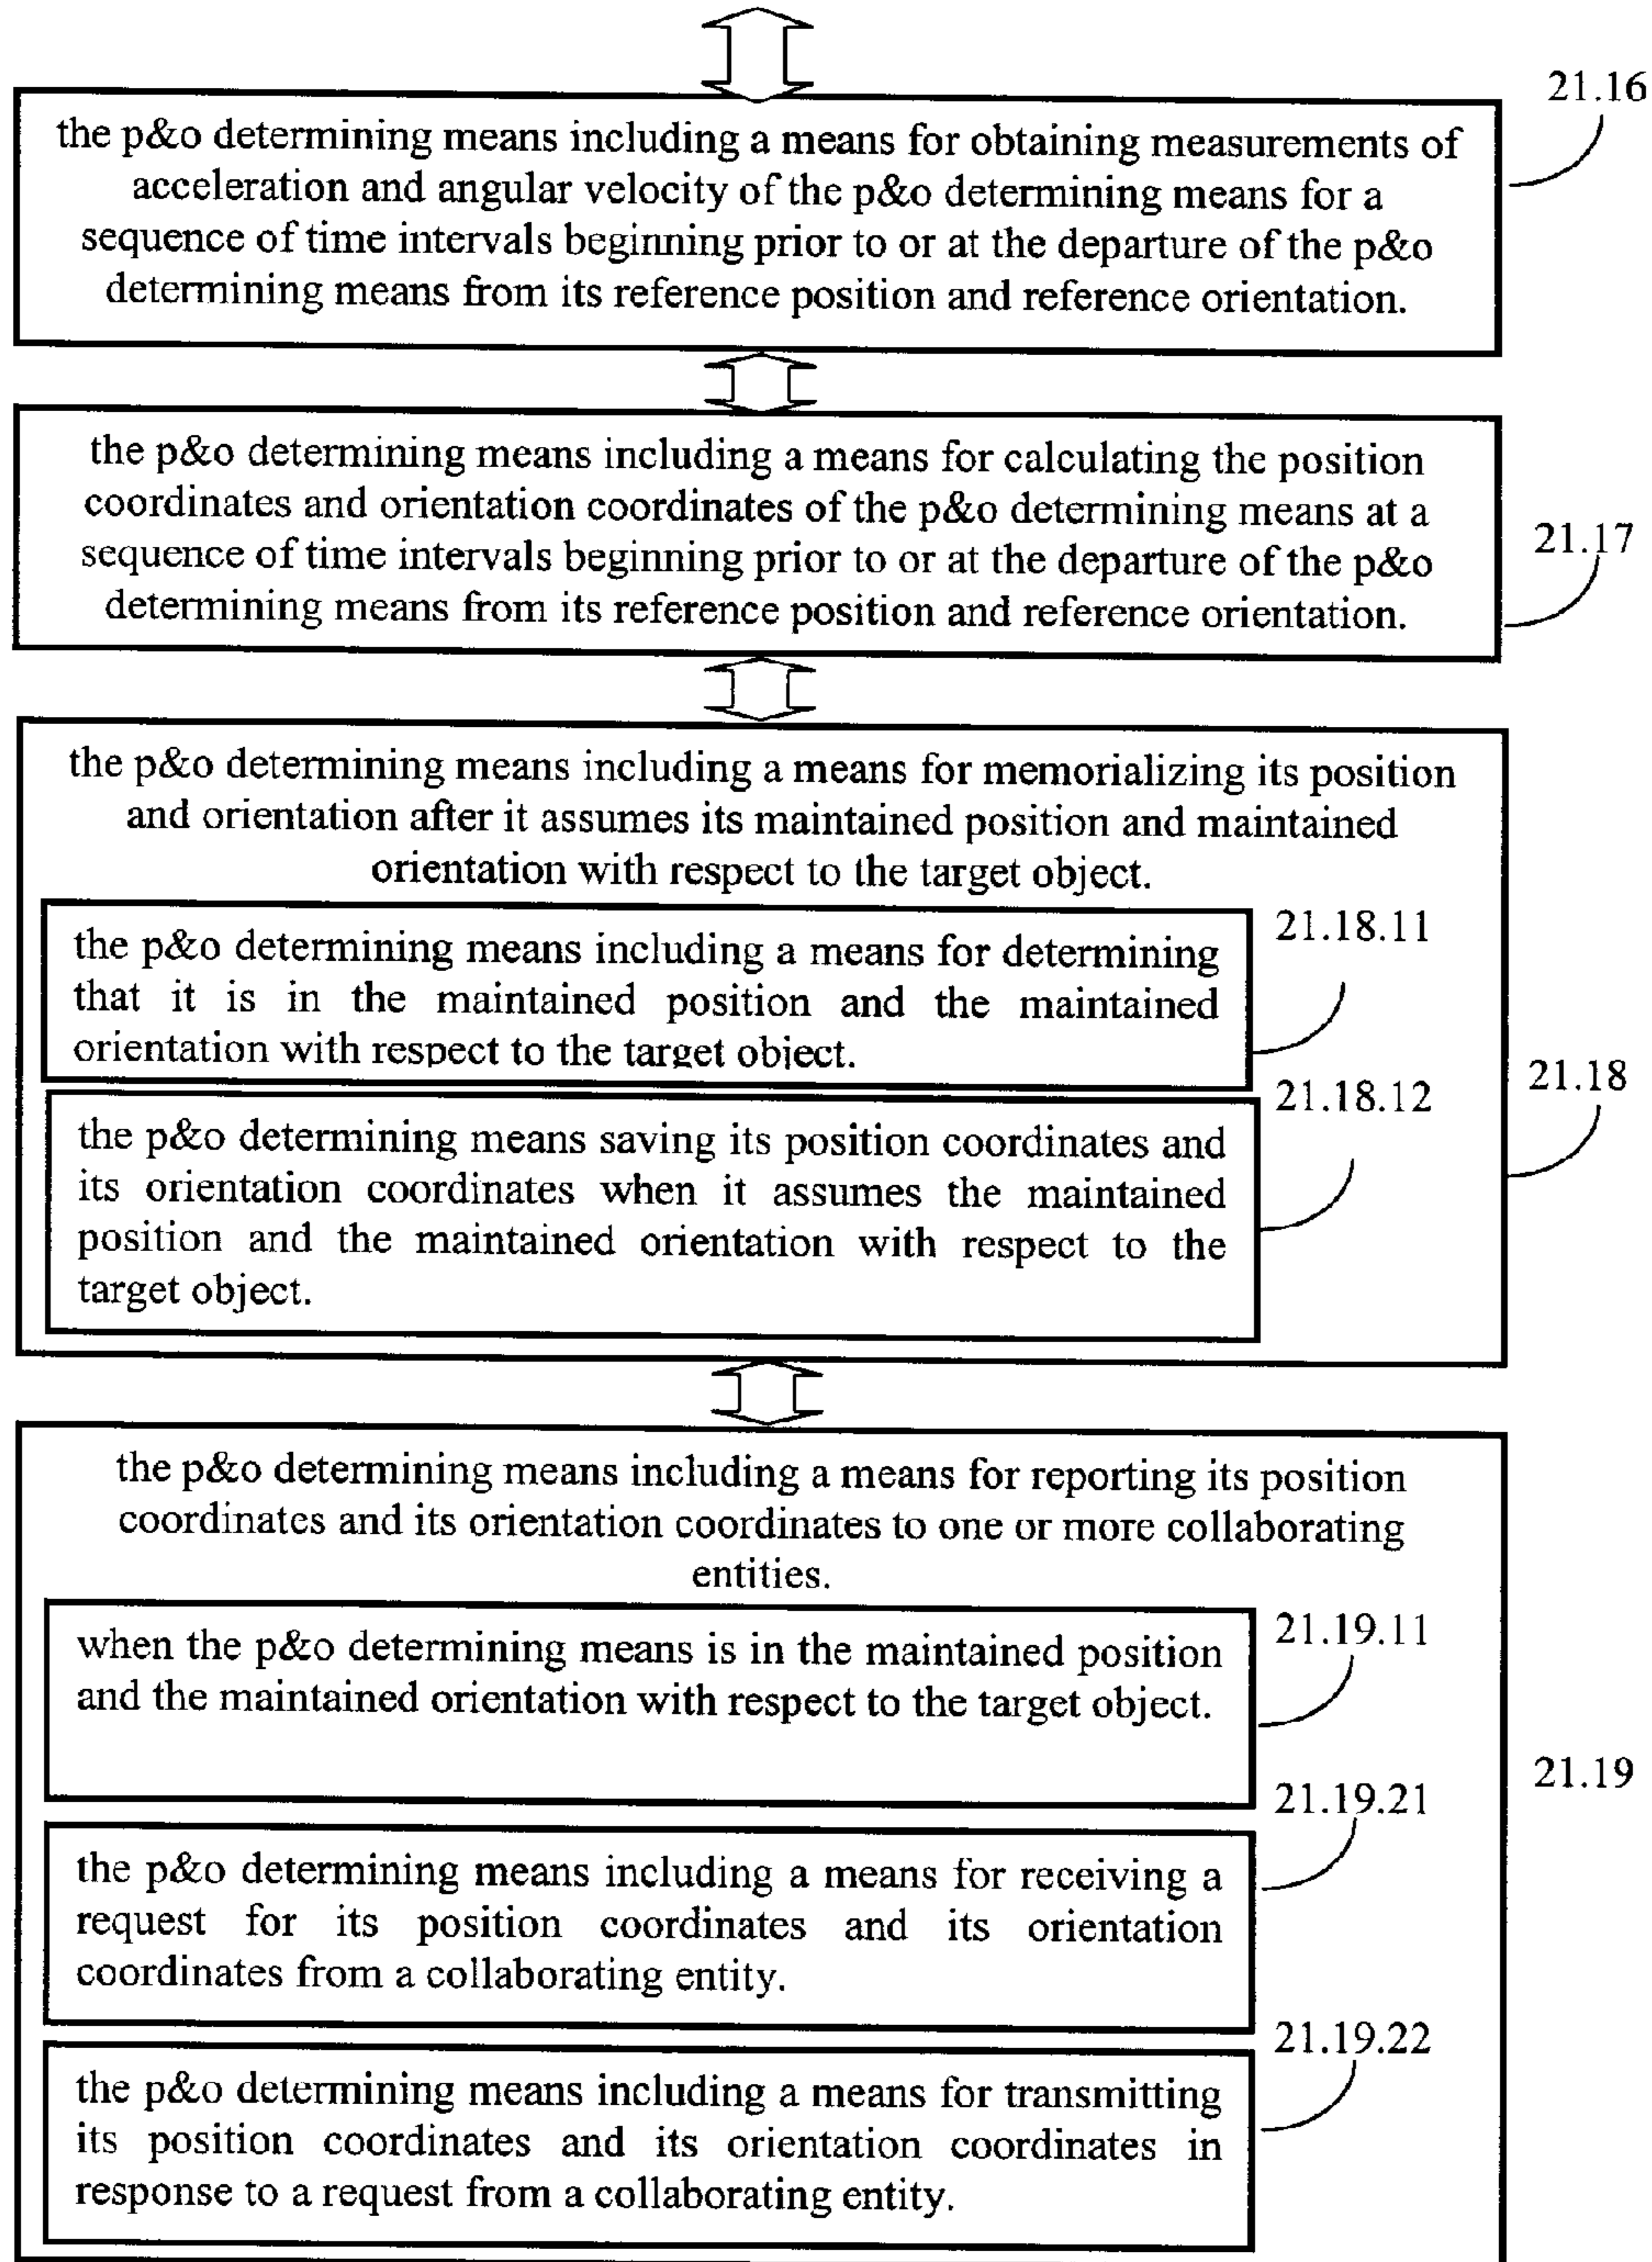 21.16
the p&o determining means including a means for obtaining measurements of
acceleration and angular velocity of the p&o determining means for a
sequence of time intervals beginning prior to or at the departure of the p&o
determining means from its reference position and reference orientation.
the p&o determining means including a means for calculating the position
coordinates and orientation coordinates of the p&o determining means at a
sequence of time intervals beginning prior to or at the departure of the p&o
determining means from its reference position and reference orientation.
21.17
the p&o determining means including a means for memorializing its position
and orientation after it assumes its maintained position and maintained
orientation with respect to the target object.
21.18.11
the p&o determining means including a means for determining
that it is in the maintained position and the maintained
orientation with respect to the target object.
21.18
21.18.12
the p&o determining means saving its position coordinates and
its orientation coordinates when it assumes the maintained
position and the maintained orientation with respect to the
target object.
the p&o determining means including a means for reporting its position
coordinates and its orientation coordinates to one or more collaborating
entities.
21.19.11
when the p&o determining means is in the maintained position
and the maintained orientation with respect to the target object.
21.19
21.19.21
the p&o determining means including a means for receiving a
request for its position coordinates and its orientation
coordinates from a collaborating entity.
21.19.22
the p&o determining means including a means for transmitting
its position coordinates and its orientation coordinates in
response to a request from a collaborating entity.